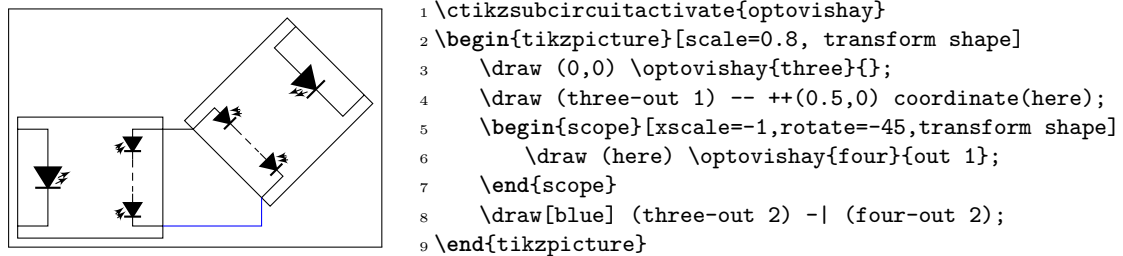 1 \ctikzsubcircuitactivate{optovishay}
2 \begin{tikzpicture}[scale=0.8, transform shape]
3     \draw (0,0) \optovishay{three}{};
4     \draw (three-out 1) -- ++(0.5,0) coordinate(here);
5     \begin{scope}[xscale=-1,rotate=-45,transform shape]
6         \draw (here) \optovishay{four}{out 1};
7     \end{scope}
8     \draw[blue] (three-out 2) -| (four-out 2);
9 \end{tikzpicture}